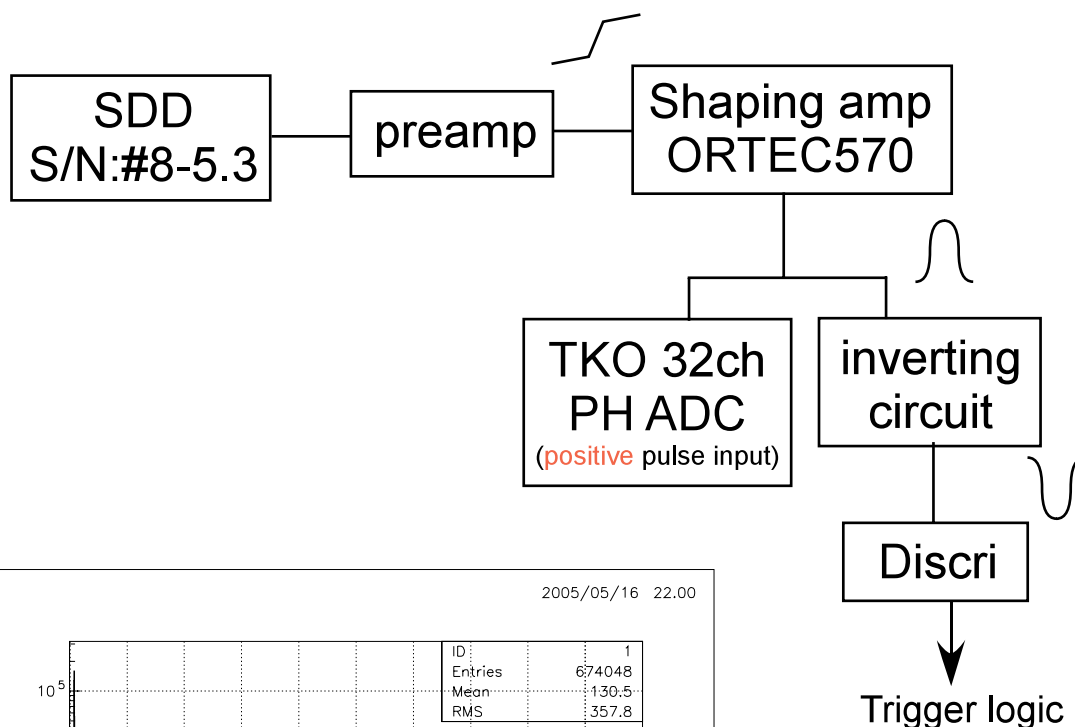 SDD
S/N:#8-5.3
preamp
Shaping amp
ORTEC570
TKO 32ch
PH ADC
(positive pulse input)
inverting
circuit
Discri
Trigger logic
2005/05/16 22.00
ID 1
Entries 674048
Mean 130.5
RMS 357.8
10 5